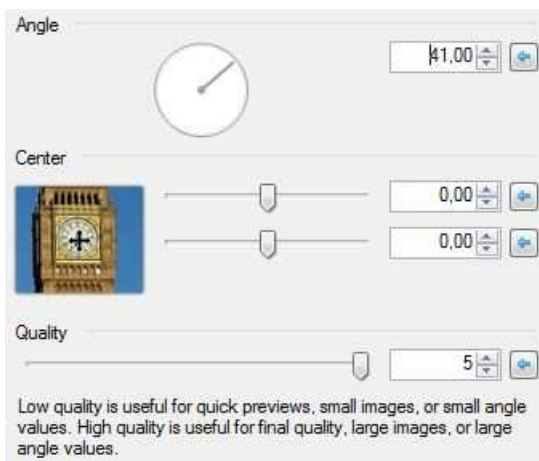 Angle
41,00
Center
0,00
0,00
Quality
5
Low quality is useful for quick previews, small images, or small angle
values. High quality is useful for final quality, large images, or large
angle values.